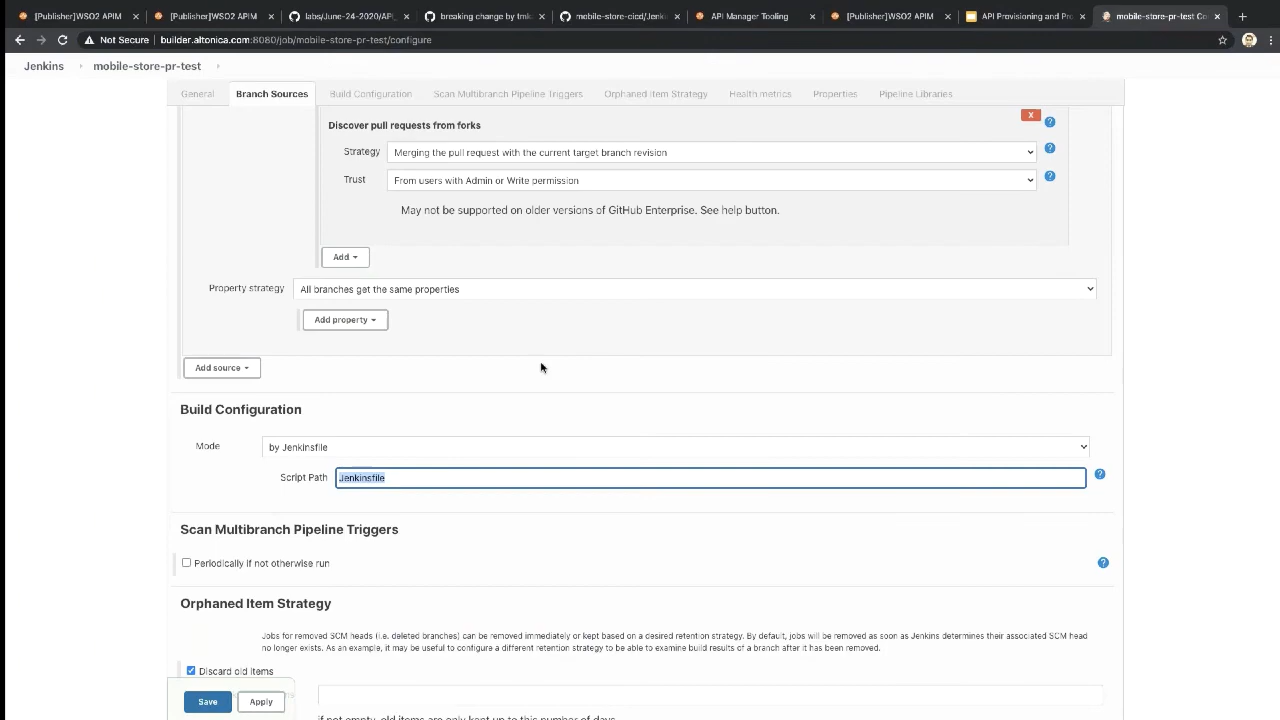 [Publisher]WSO2 APIM
[Publisher]WSO2 APIM
labs/June-24-2020/API_
breaking change by tmk
mobile-store-cicd/Jenki
API Manager Tooling
[Publisher]WSO2 APIM
API Provisioning and Pro
mobile-store-pr-test Co
Not Secure | builder.altonica.com:8080/job/mobile-store-pr-test/configure
Jenkins mobile-store-pr-test
General Branch Sources Build Configuration Scan Multibranch Pipeline Triggers Orphaned Item Strategy Health metrics Properties Pipeline Libraries
X
Discover pull requests from forks
Strategy Merging the pull request with the current target branch revision
Trust From users with Admin or Write permission
May not be supported on older versions of GitHub Enterprise. See help button.
Add
Property strategy All branches get the same properties
Add property
Add source
Build Configuration
Mode by Jenkinsfile
Script Path Jenkinsfile
Scan Multibranch Pipeline Triggers
Periodically if not otherwise run
Orphaned Item Strategy
Jobs for removed SCM heads (i.e. deleted branches) can be removed immediately or kept based on a desired retention strategy. By default, jobs will be removed as soon as Jenkins determines their associated SCM head
no longer exists. As an example, it may be useful to configure a different retention strategy to be able to examine build results of a branch after it has been removed.
Discard old items
Save Apply
if not empty, old items are only kept up to this number of days